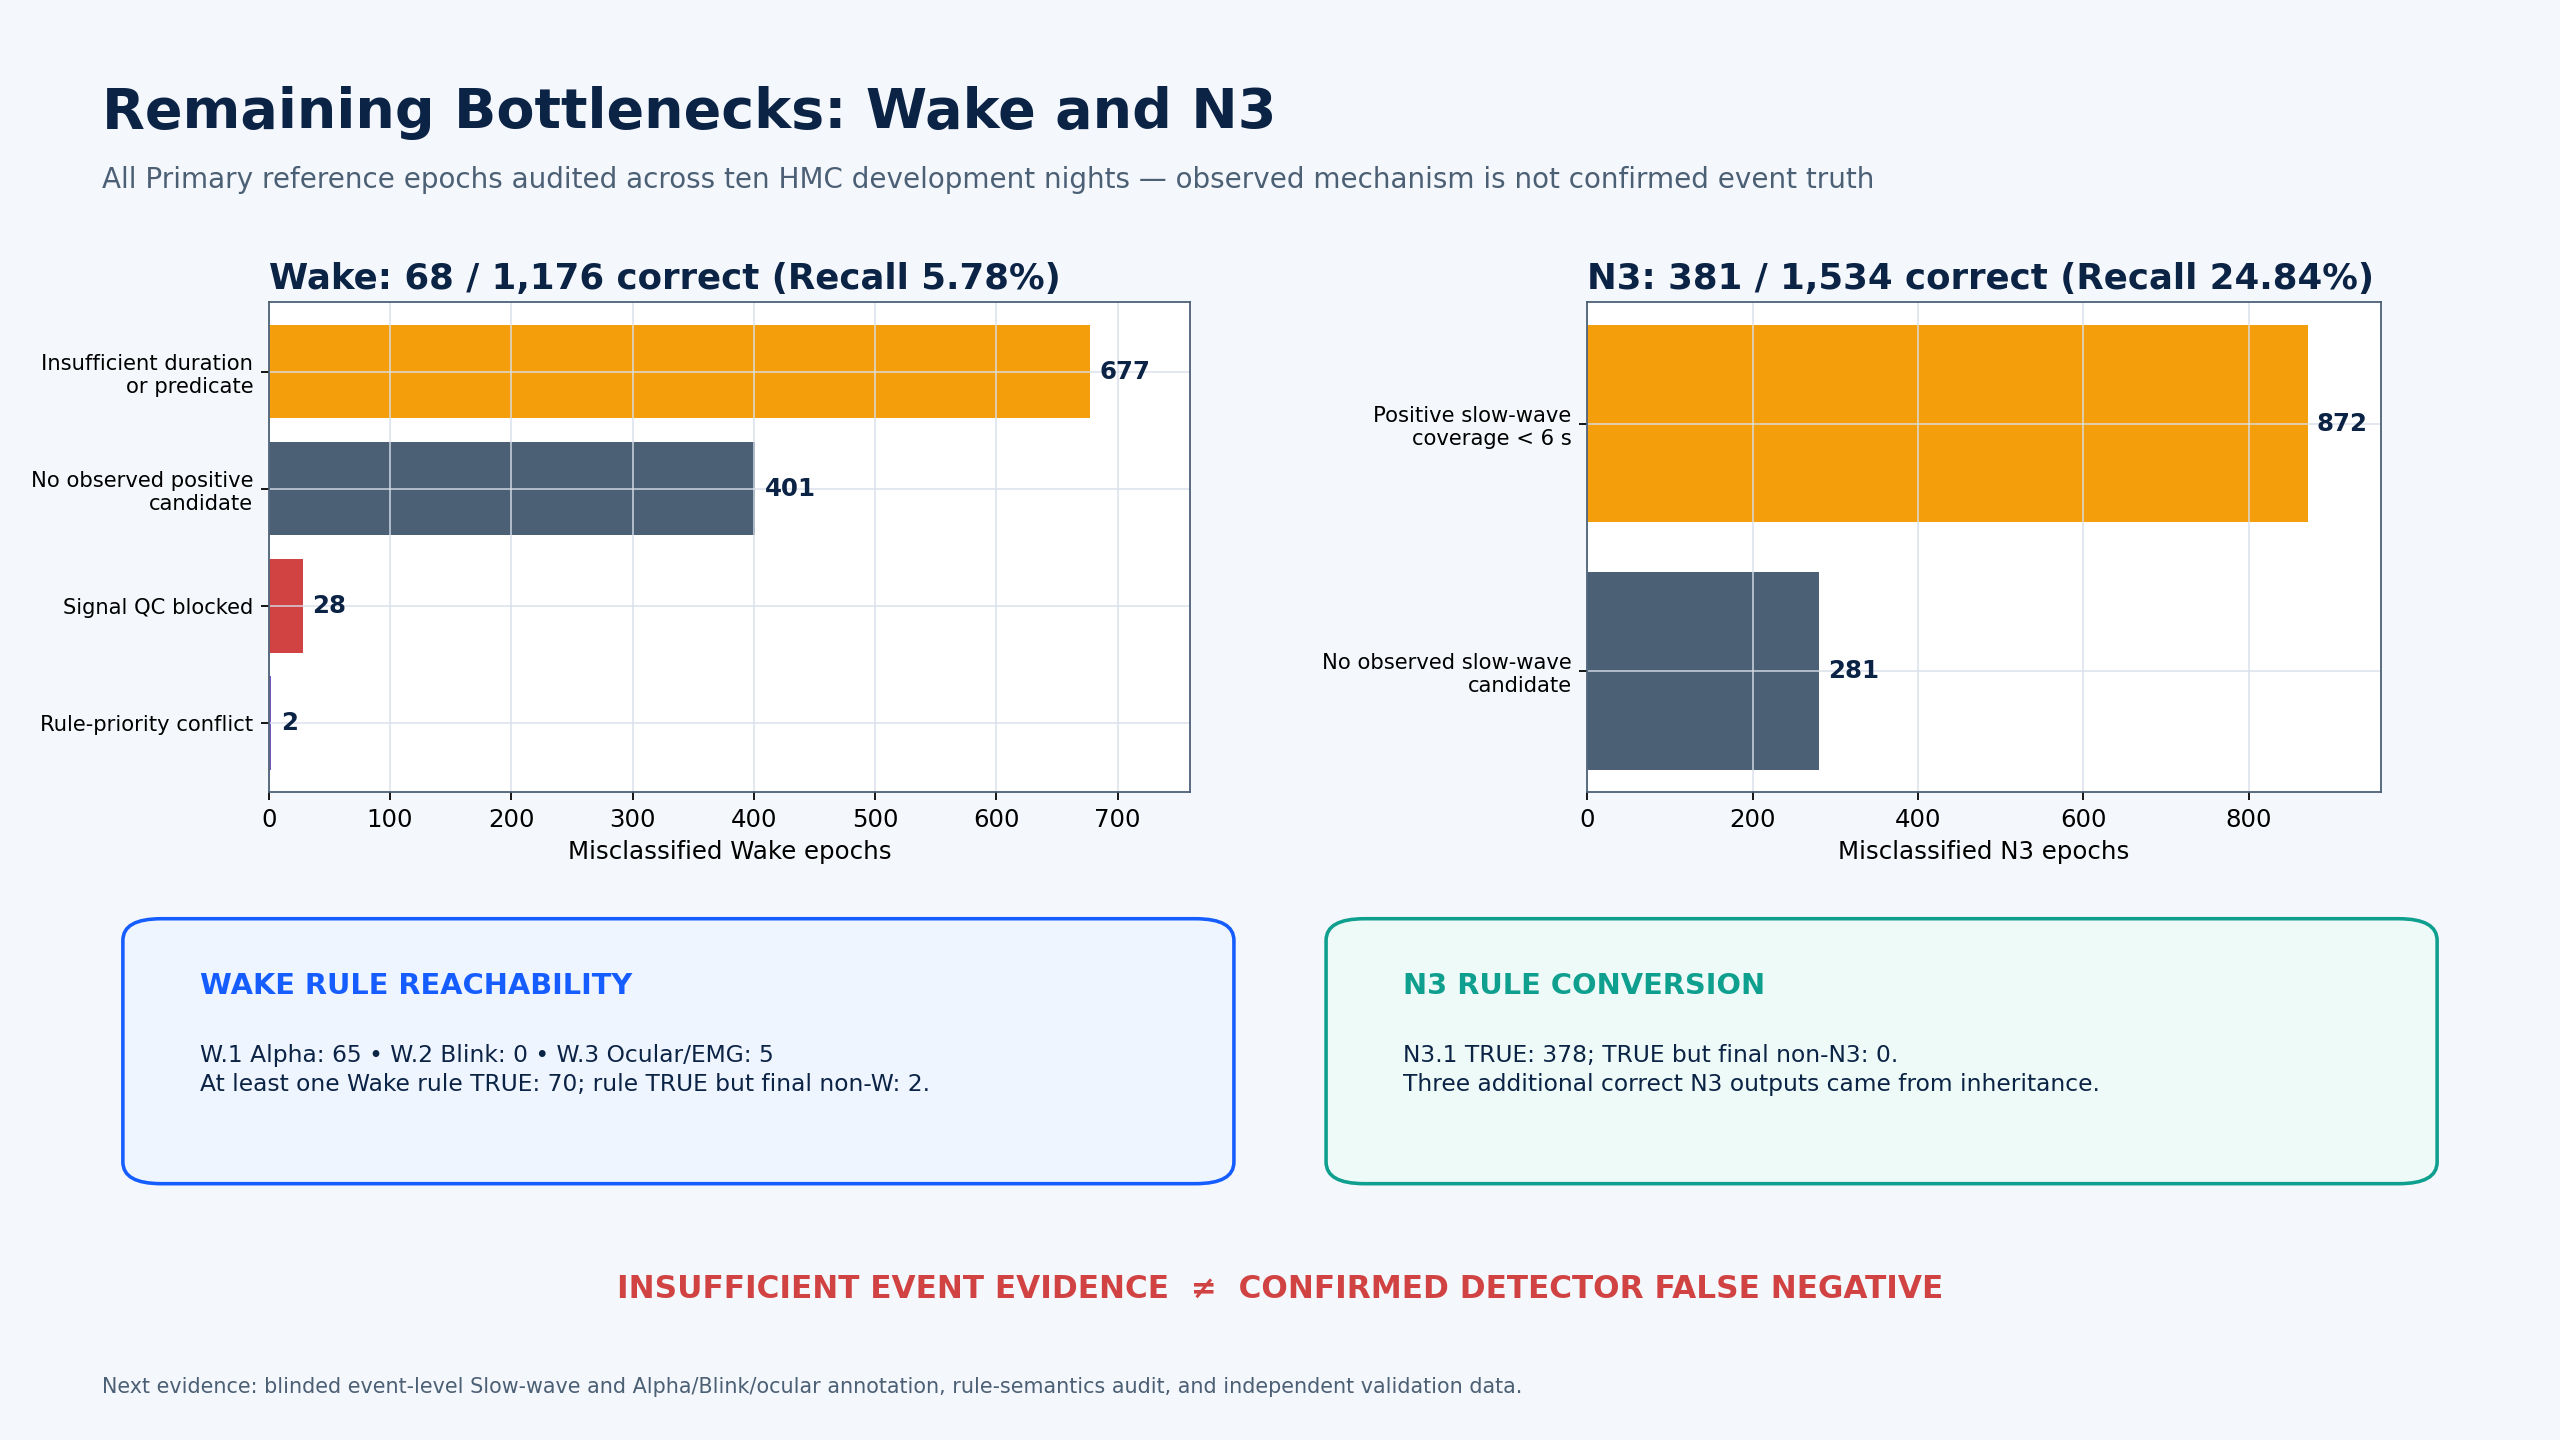 Remaining Bottlenecks: Wake and N3
All Primary reference epochs audited across ten HMC development nights — observed mechanism is not confirmed event truth
Wake: 68 / 1,176 correct (Recall 5.78%)
Insufficient duration
or predicate
677
No observed positive
candidate
401
Signal QC blocked
28
Rule-priority conflict
2
0 100 200 300 400 500 600 700
Misclassified Wake epochs
N3: 381 / 1,534 correct (Recall 24.84%)
Positive slow-wave
coverage < 6 s
872
No observed slow-wave
candidate
281
0 200 400 600 800
Misclassified N3 epochs
WAKE RULE REACHABILITY
W.1 Alpha: 65 • W.2 Blink: 0 • W.3 Ocular/EMG: 5
At least one Wake rule TRUE: 70; rule TRUE but final non-W: 2.
N3 RULE CONVERSION
N3.1 TRUE: 378; TRUE but final non-N3: 0.
Three additional correct N3 outputs came from inheritance.
INSUFFICIENT EVENT EVIDENCE ≠ CONFIRMED DETECTOR FALSE NEGATIVE
Next evidence: blinded event-level Slow-wave and Alpha/Blink/ocular annotation, rule-semantics audit, and independent validation data.